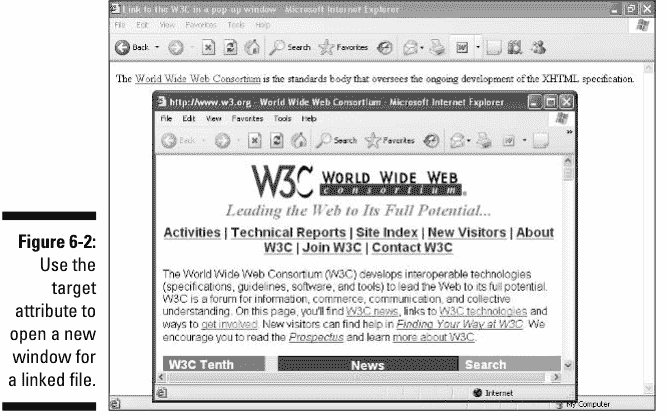 Link to the W3C in a pop-up window - Microsoft Internet Explorer
File Edit View Favorites Tools Help
Back Search Favorites
The World Wide Web Consortium is the standards body that oversees the ongoing development of the XHTML specification.
http://www.w3.org - World Wide Web Consortium - Microsoft Internet Explorer
File Edit View Favorites Tools Help
Back Search Favorites
W3C WORLD WIDE WEB
consortium
Leading the Web to Its Full Potential...
Activities | Technical Reports | Site Index | New Visitors | About
W3C | Join W3C | Contact W3C
The World Wide Web Consortium (W3C) develops interoperable technologies
(specifications, guidelines, software, and tools) to lead the Web to its full potential.
W3C is a forum for information, commerce, communication, and collective
understanding. On this page, you'll find W3C news, links to W3C technologies and
ways to get involved. New visitors can find help in Finding Your Way at W3C. We
encourage you to read the Prospectus and learn more about W3C.
W3C Tenth News Search
Internet
My Computer
Figure 6-2:
Use the
target
attribute to
open a new
window for
a linked file.